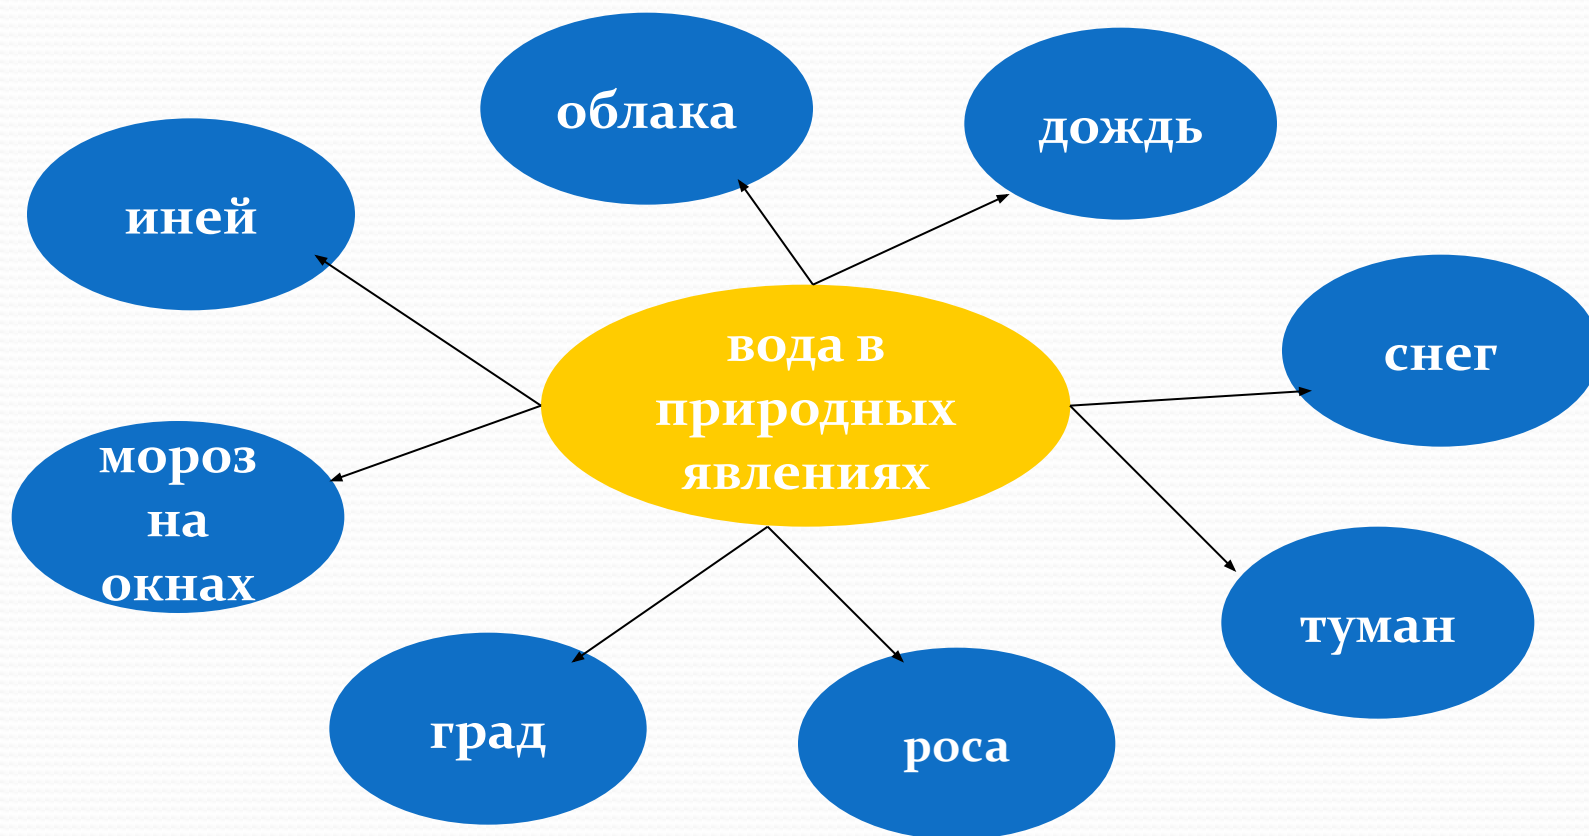 облака
дождь
иней
вода в
природных
явлениях
снег
мороз
на
окнах
туман
град
роса